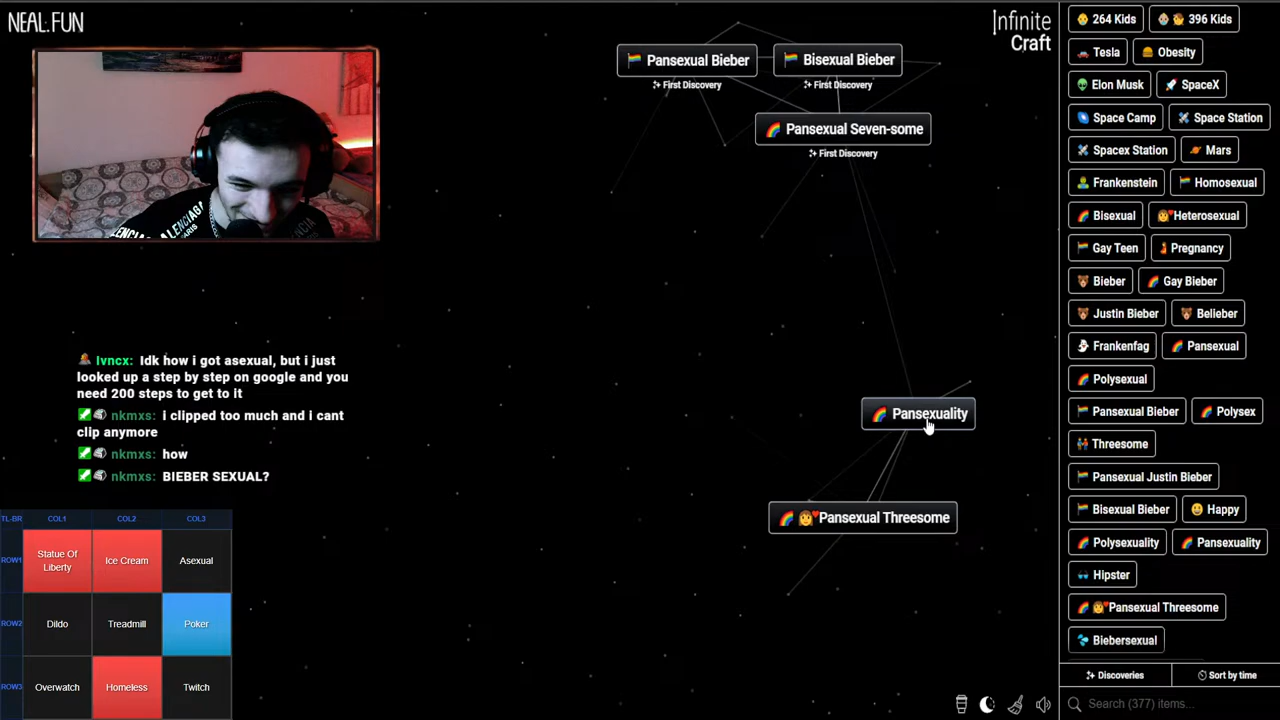 NEAL.FUN
Infinite
Craft
Pansexual Bieber
First Discovery
Bisexual Bieber
First Discovery
Pansexual Seven-some
First Discovery
Pansexuality
Pansexual Threesome
lvncx: Idk how i got asexual, but i just
looked up a step by step on google and you
need 200 steps to get to it
nkmxs: i clipped too much and i cant
clip anymore
nkmxs: how
nkmxs: BIEBER SEXUAL?
TL-BR COL1 COL2 COL3
ROW1 Statue Of Liberty Ice Cream Asexual
ROW2 Dildo Treadmill Poker
ROW3 Overwatch Homeless Twitch
264 Kids 396 Kids
Tesla Obesity
Elon Musk SpaceX
Space Camp Space Station
Spacex Station Mars
Frankenstein Homosexual
Bisexual Heterosexual
Gay Teen Pregnancy
Bieber Gay Bieber
Justin Bieber Belieber
Frankenfag Pansexual
Polysexual
Pansexual Bieber Polysex
Threesome
Pansexual Justin Bieber
Bisexual Bieber Happy
Polysexuality Pansexuality
Hipster
Pansexual Threesome
Biebersexual
Discoveries Sort by time
Search (377) items...